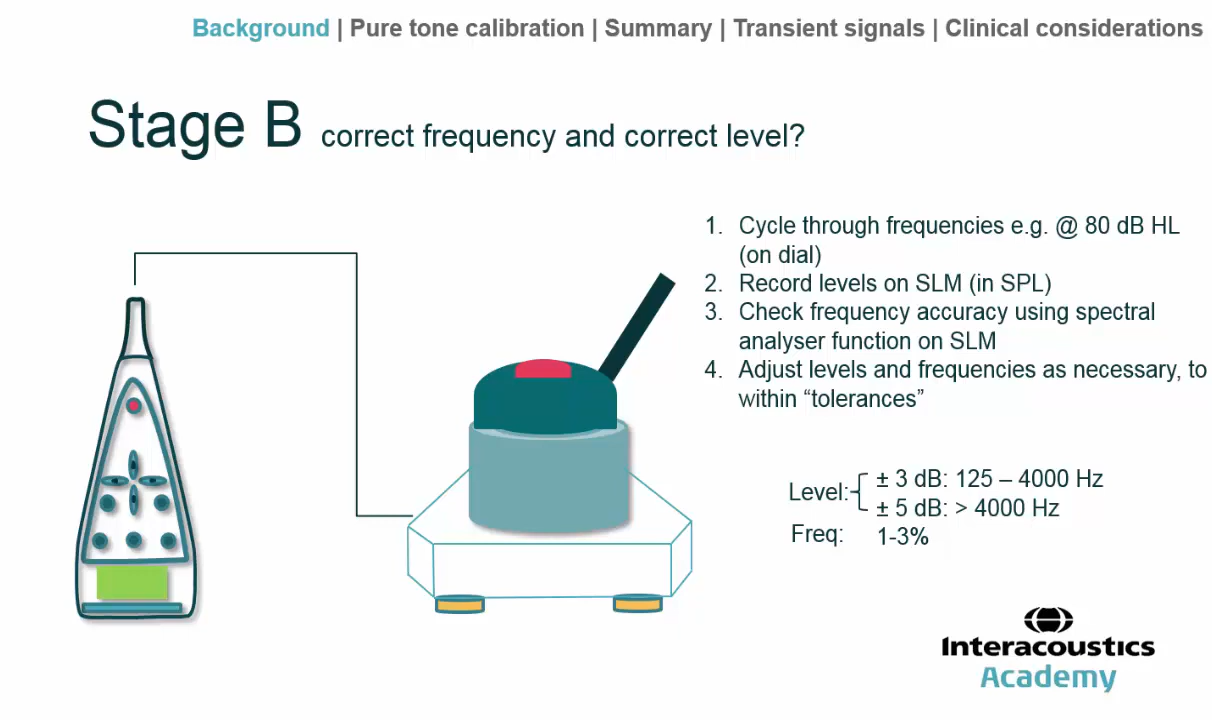 Background | Pure tone calibration | Summary | Transient signals | Clinical considerations
Stage B correct frequency and correct level?
1. Cycle through frequencies e.g. @ 80 dB HL
(on dial)
2. Record levels on SLM (in SPL)
3. Check frequency accuracy using spectral
analyser function on SLM
4. Adjust levels and frequencies as necessary, to
within “tolerances”
Level: ± 3 dB: 125 – 4000 Hz
± 5 dB: > 4000 Hz
Freq: 1-3%
Interacoustics
Academy